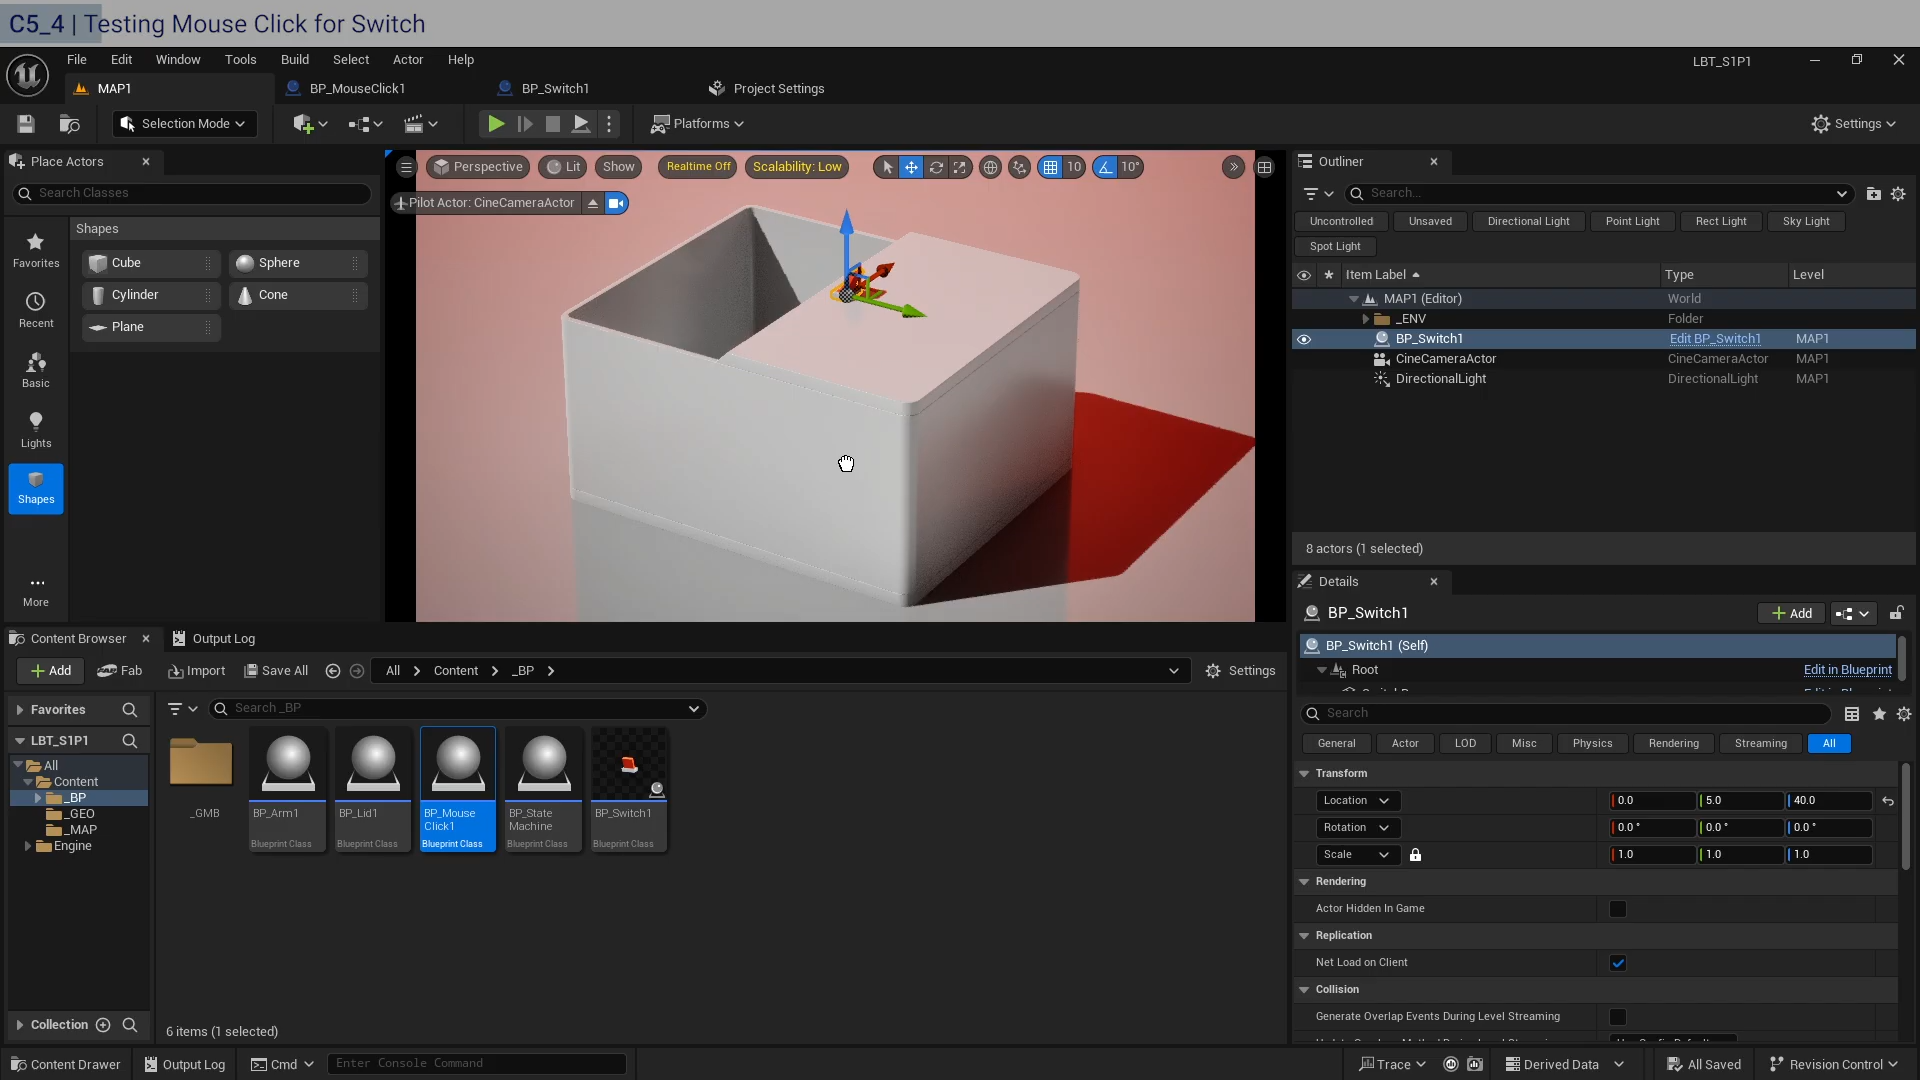 C5_4 | Testing Mouse Click for Switch
File Edit Window Tools Build Select Actor Help
LBT_S1P1
MAP1
BP_MouseClick1
BP_Switch1
Project Settings
Selection Mode
Platforms
Settings
Place Actors
Search Classes
Shapes
Favorites
Cube
Sphere
Cylinder
Cone
Recent
Plane
Basic
Lights
Shapes
More
Perspective
Lit
Show
Realtime Off
Scalability: Low
10
10°
Pilot Actor: CineCameraActor
Outliner
Search...
Uncontrolled Unsaved Directional Light Point Light Rect Light Sky Light
Spot Light
Item Label Type Level
MAP1 (Editor) World
_ENV Folder
BP_Switch1 Edit BP_Switch1 MAP1
CineCameraActor CineCameraActor MAP1
DirectionalLight DirectionalLight MAP1
8 actors (1 selected)
Details
BP_Switch1
Add
BP_Switch1 (Self)
Root Edit in Blueprint
Search
General Actor LOD Misc Physics Rendering Streaming All
Transform
Location 0.0 5.0 40.0
Rotation 0.0 ° 0.0 ° 0.0 °
Scale 1.0 1.0 1.0
Rendering
Actor Hidden In Game
Replication
Net Load on Client
Collision
Generate Overlap Events During Level Streaming
Content Browser
Output Log
Add
Fab
Import
Save All
All
Content
_BP
Settings
Favorites
Search _BP
LBT_S1P1
All
Content
_BP
_GEO
_MAP
Engine
Collection
_GMB
BP_Arm1
Blueprint Class
BP_Lid1
Blueprint Class
BP_Mouse
Click1
Blueprint Class
BP_State
Machine
Blueprint Class
BP_Switch1
Blueprint Class
6 items (1 selected)
Content Drawer
Output Log
Cmd
Enter Console Command
Trace
Derived Data
All Saved
Revision Control